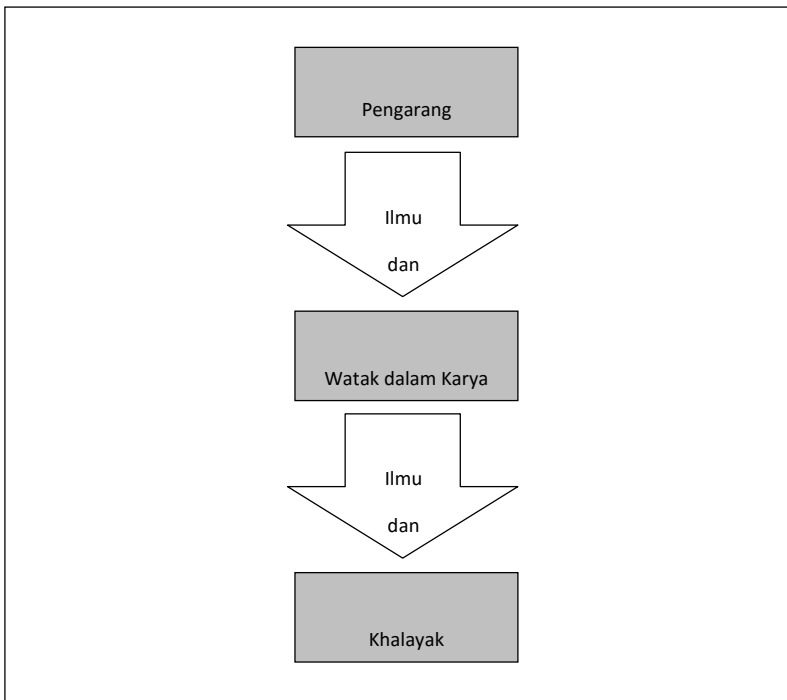 Pengarang
Ilmu
dan
Watak dalam Karya
Ilmu
dan
Khalayak